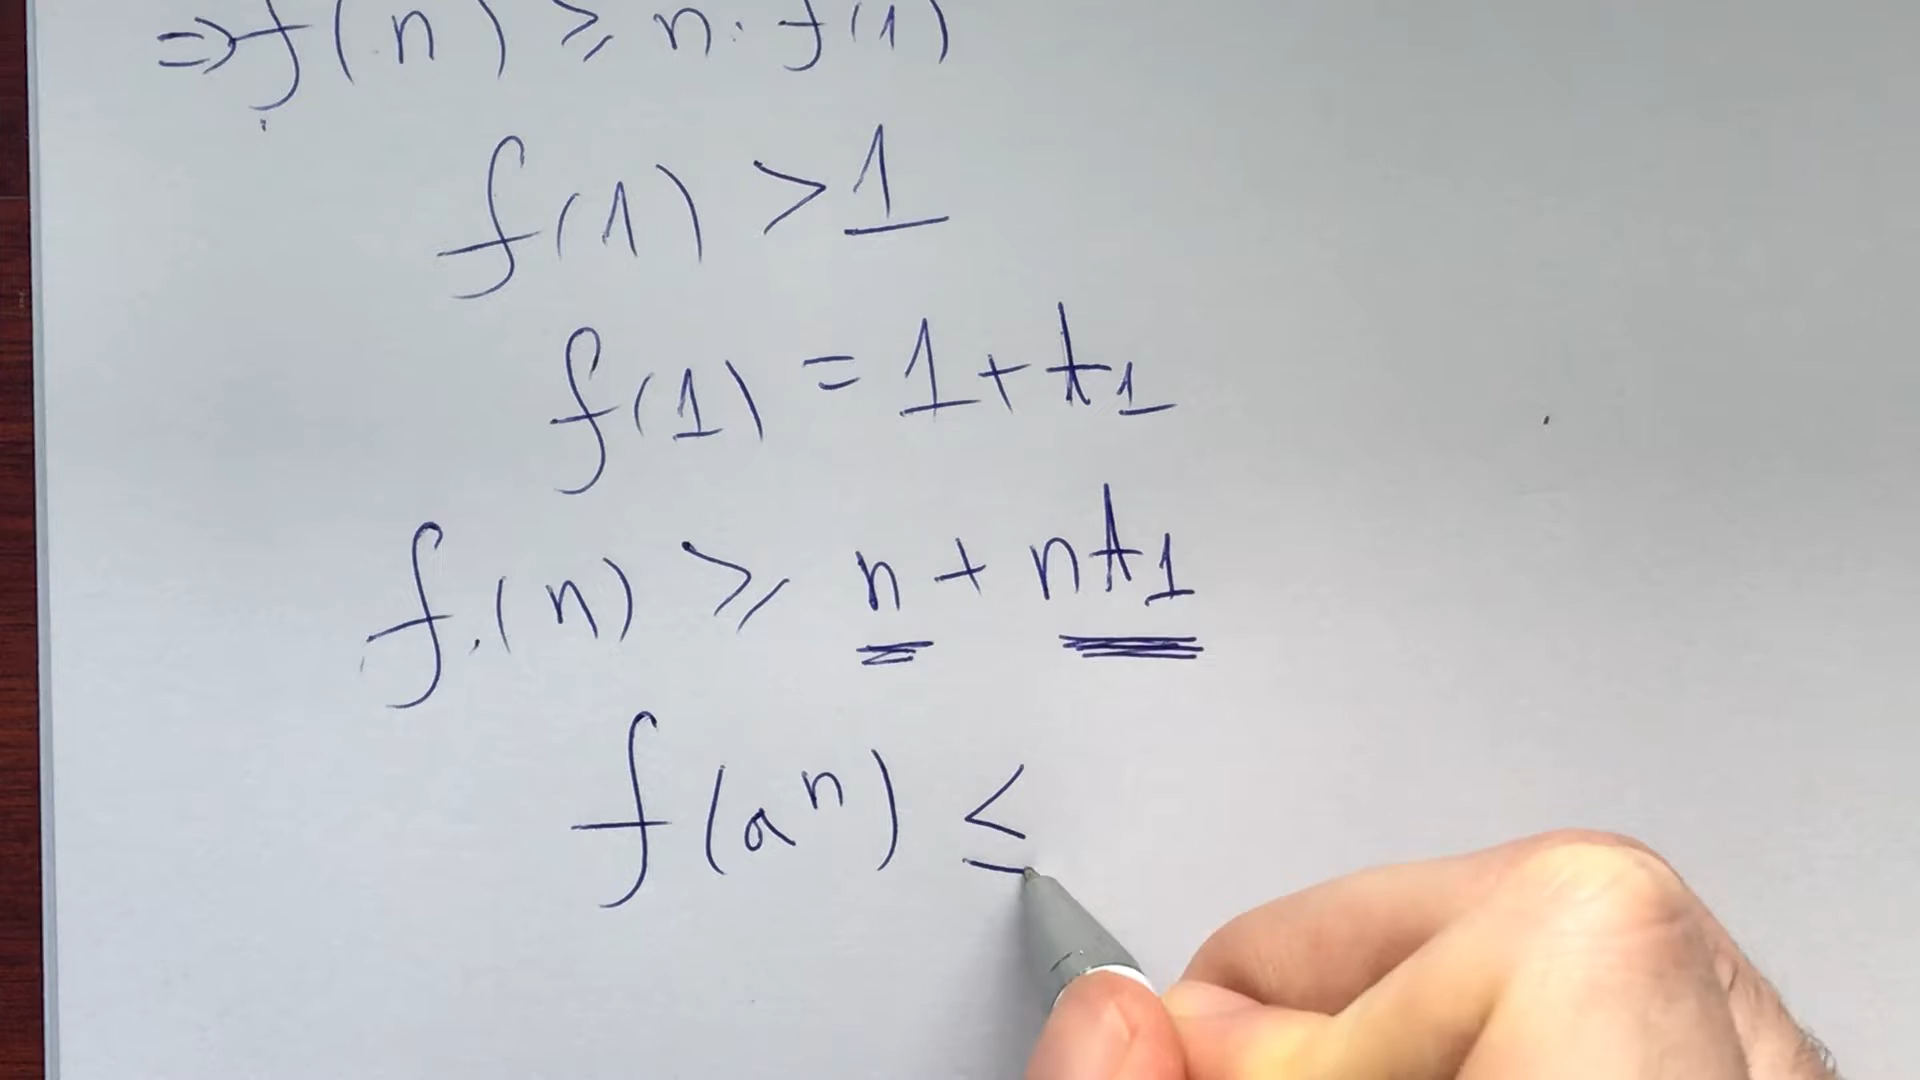 ⇒ f(n) ≥ n · f(1)
f(1) > 1
f(1) = 1 + t₁
f(n) ≥ n + nt₁
f(aⁿ) ≤